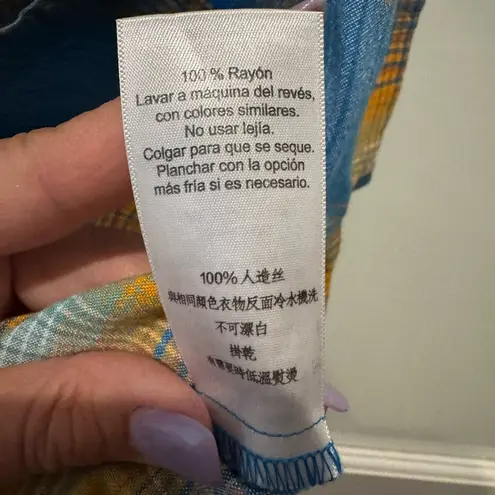 100 % Rayón
Lavar a máquina del revés,
con colores similares.
No usar lejía.
Colgar para que se seque.
Planchar con la opción
más fría si es necesario.
100%人造丝
與相同顏色衣物反面冷水機洗
不可漂白
掛乾
有需要時低溫熨燙